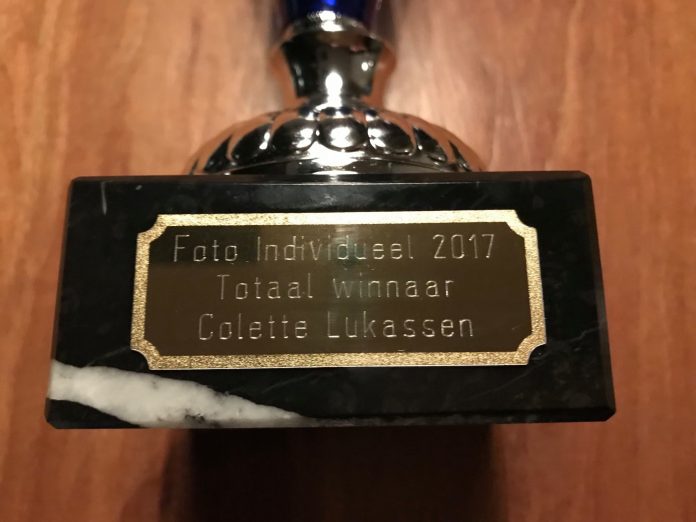 Foto Individueel 2017
Totaal winnaar
Colette Lukassen